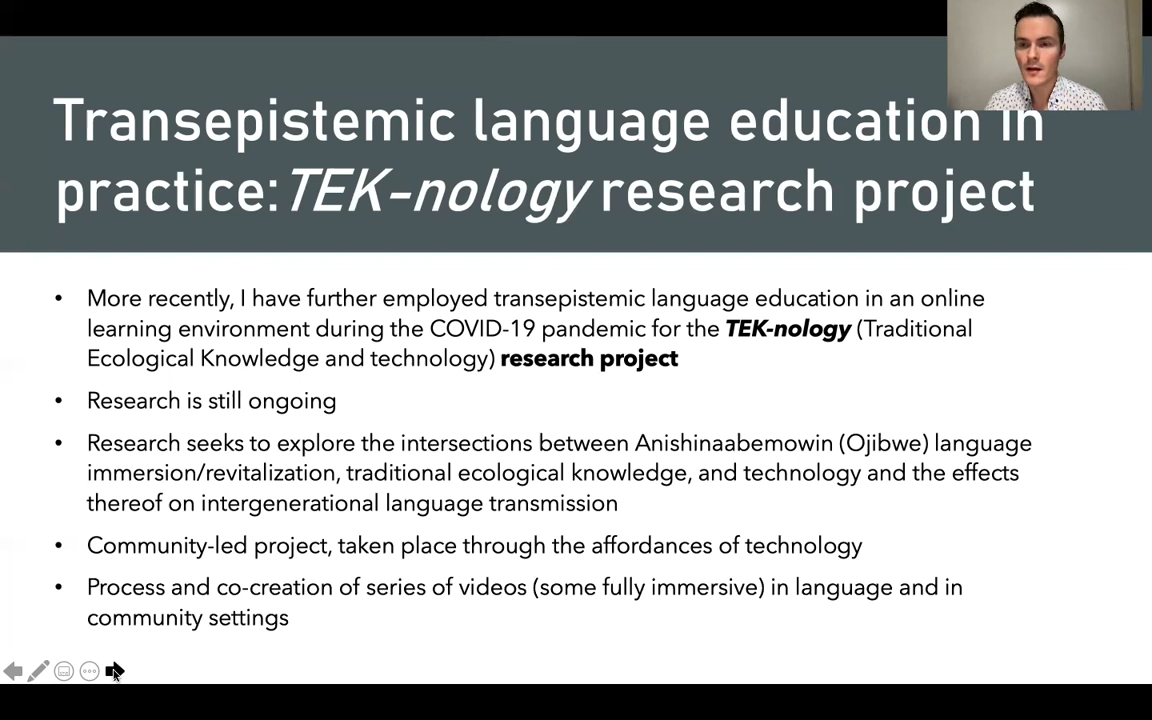 Transepistemic language education in
practice: TEK-nology research project
• More recently, I have further employed transepistemic language education in an online
learning environment during the COVID-19 pandemic for the TEK-nology (Traditional
Ecological Knowledge and technology) research project
• Research is still ongoing
• Research seeks to explore the intersections between Anishinaabemowin (Ojibwe) language
immersion/revitalization, traditional ecological knowledge, and technology and the effects
thereof on intergenerational language transmission
• Community-led project, taken place through the affordances of technology
• Process and co-creation of series of videos (some fully immersive) in language and in
community settings